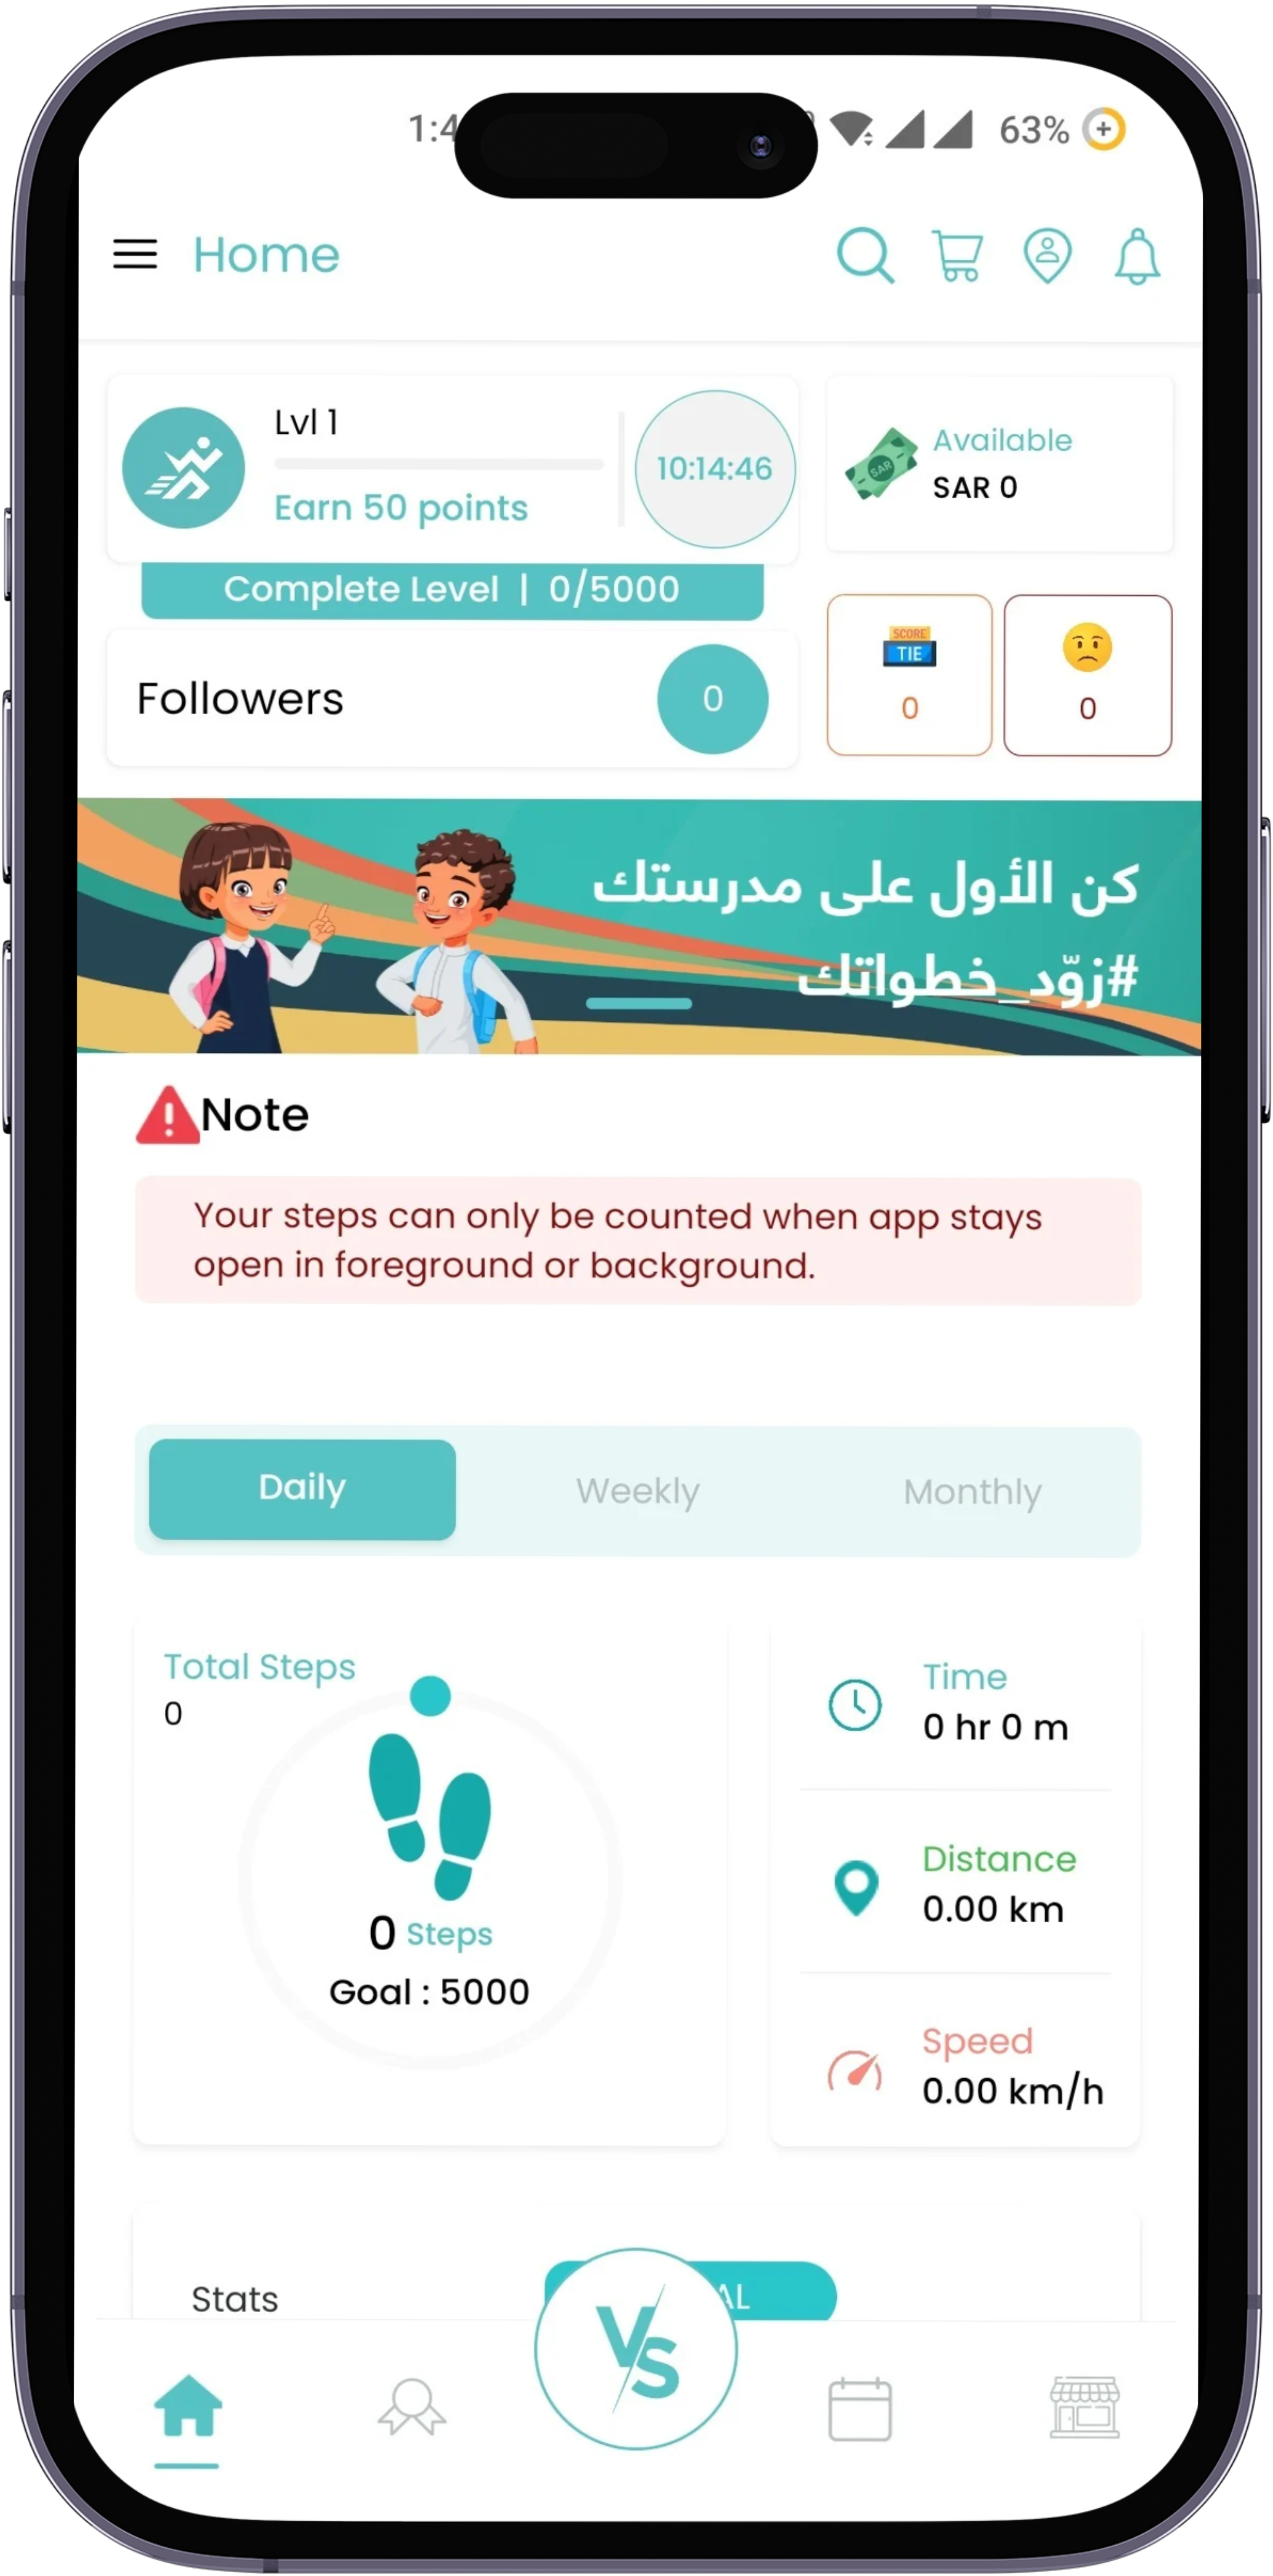 1:4
63%
Home
Lvl 1
Earn 50 points
10:14:46
Available
SAR 0
SAR
Complete Level | 0/5000
Followers
0
SCORE
TIE
0
0
كن الأول على مدرستك
#زوّد_خطواتك
Note
Your steps can only be counted when app stays
open in foreground or background.
Daily
Weekly
Monthly
Total Steps
0
0 Steps
Goal : 5000
Time
0 hr 0 m
Distance
0.00 km
Speed
0.00 km/h
Stats
VS